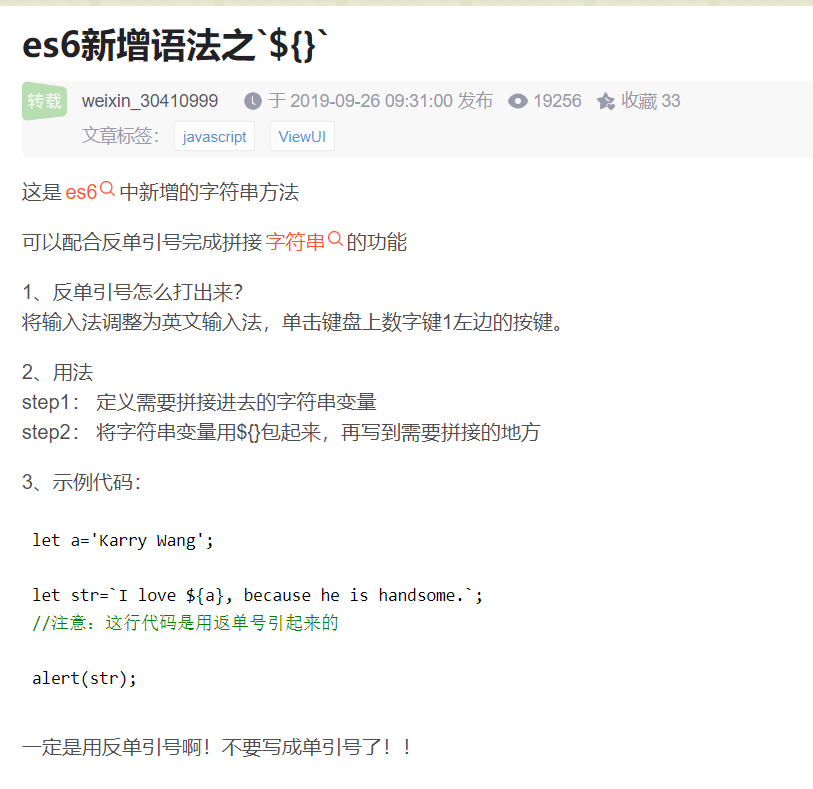 es6新增语法之`${}`
转载 weixin_30410999 于 2019-09-26 09:31:00 发布 19256 收藏 33
文章标签： javascript ViewUI
这是 es6 中新增的字符串方法
可以配合反单引号完成拼接 字符串 的功能
1、反单引号怎么打出来？
将输入法调整为英文输入法，单击键盘上数字键1左边的按键。
2、用法
step1： 定义需要拼接进去的字符串变量
step2： 将字符串变量用${}包起来，再写到需要拼接的地方
3、示例代码：
let a='Karry Wang';
let str=`I love ${a}, because he is handsome.`;
//注意：这行代码是用返单号引起来的
alert(str);
一定是用反单引号啊！不要写成单引号了！！